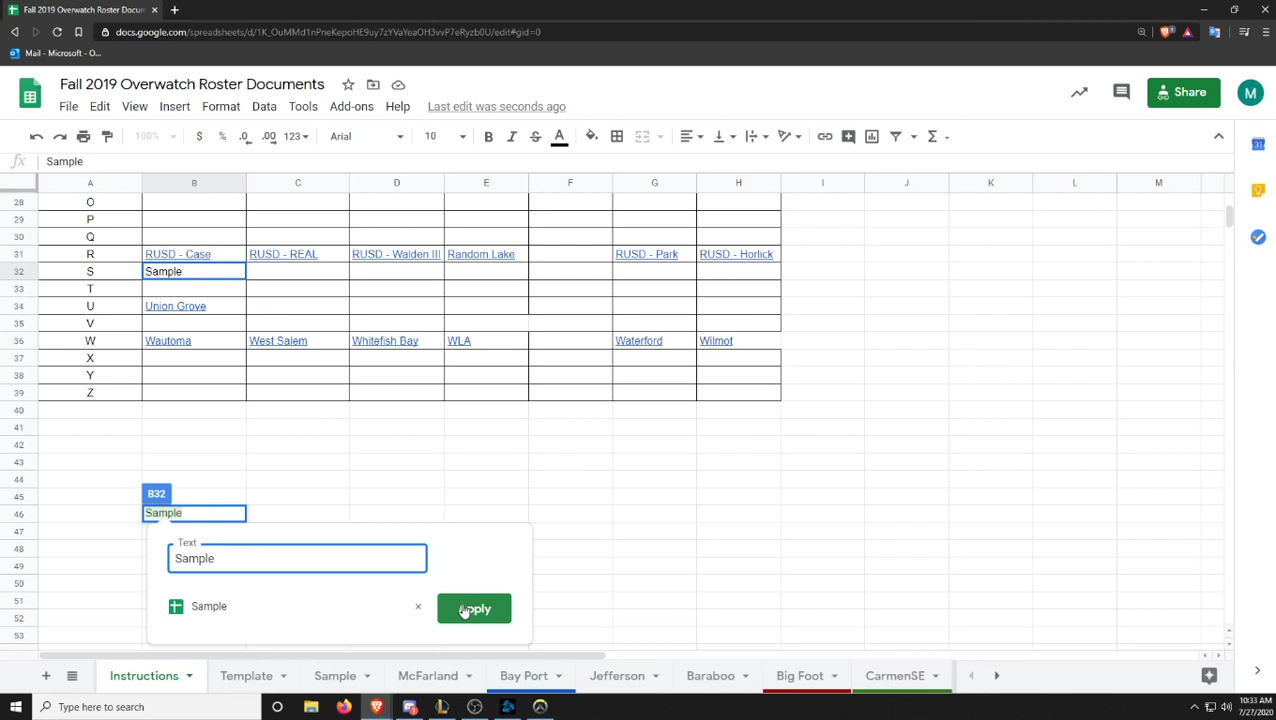 Fall 2019 Overwatch Roster Docume
docs.google.com/spreadsheets/d/1K_OuMMd1nPneKepoHE9uy7zYVaYeaOH3vvP7eRyzb0U/edit#gid=0
Mail - Microsoft - O...
Fall 2019 Overwatch Roster Documents
File Edit View Insert Format Data Tools Add-ons Help Last edit was seconds ago
Share M
100% $ % .0 .00 123 Arial 10 B I S A Σ
fx Sample
A B C D E F G H I J K L M
28 O
29 P
30 Q
31 R RUSD - Case RUSD - REAL RUSD - Walden III Random Lake RUSD - Park RUSD - Horlick
32 S Sample
33 T
34 U Union Grove
35 V
36 W Wautoma West Salem Whitefish Bay WLA Waterford Wilmot
37 X
38 Y
39 Z
40
41
42
43
44
45 B32
46 Sample
47
48 Text
49 Sample
50
51 Sample × Apply
52
53
+ Instructions Template Sample McFarland Bay Port Jefferson Baraboo Big Foot CarmenSE
Type here to search
10:33 AM
7/27/2020
31